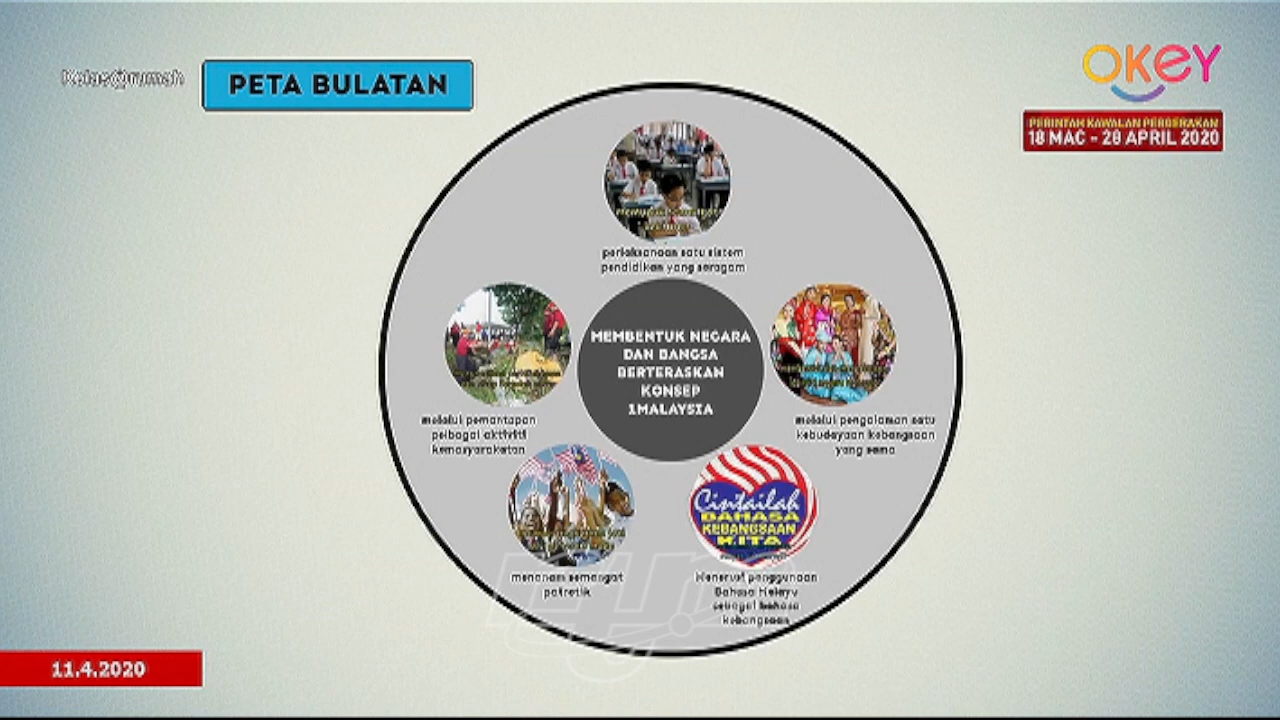 Kelas@rumah
PETA BULATAN
OKEY
PERINTAH KAWALAN PERGERAKAN
18 MAC - 28 APRIL 2020
perlaksanaan satu sistem
pendidikan yang seragam
MEMBENTUK NEGARA
DAN BANGSA
BERTERASKAN
KONSEP
1MALAYSIA
melalui pemantapan
pelbagai aktiviti
kemasyarakatan
melalui pengalaman satu
kebudayaan kebangsaan
yang sama
Cintailah
BAHASA
KEBANGSAAN
KITA
menanam semangat
patriotik
Menerusi penggunaan
Bahasa Melayu
sebagai bahasa
kebangsaan
11.4.2020